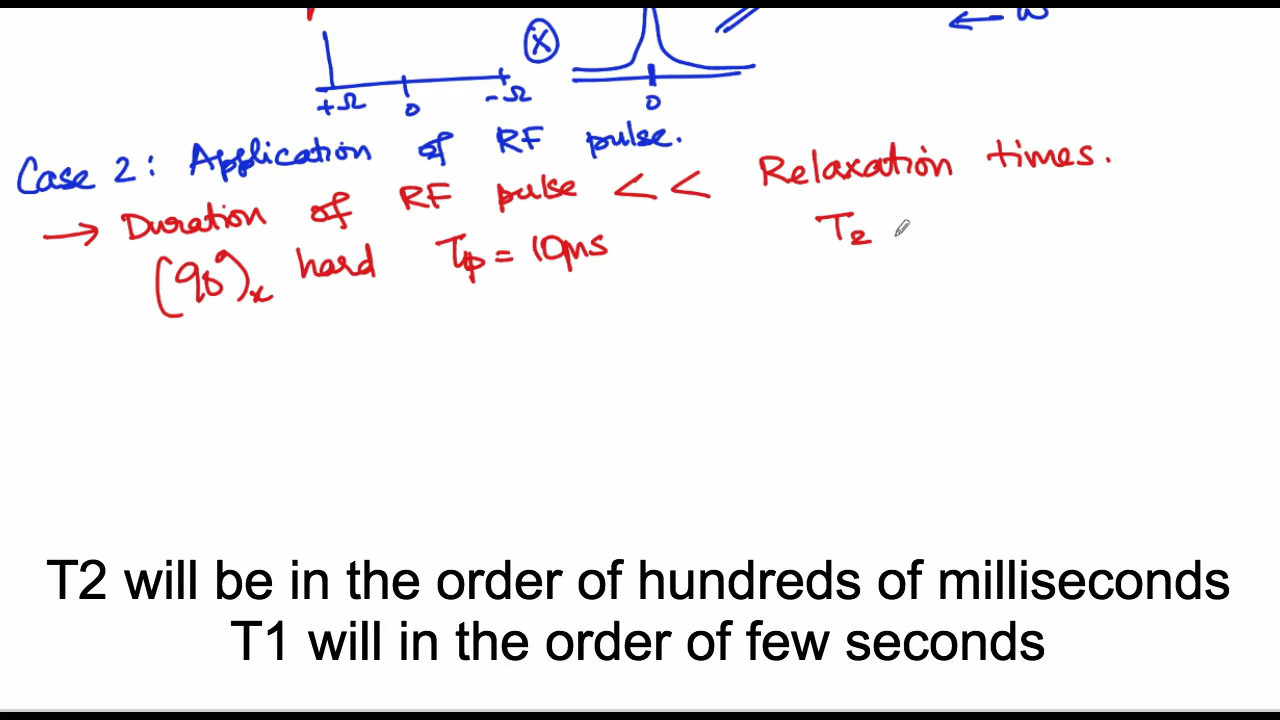 ← ω
+Ω 0 -Ω ⊗ 0
Case 2: Application of RF pulse.
→ Duration of RF pulse << Relaxation times.
(90°)x hard τp = 10μs T2
T2 will be in the order of hundreds of milliseconds
T1 will in the order of few seconds